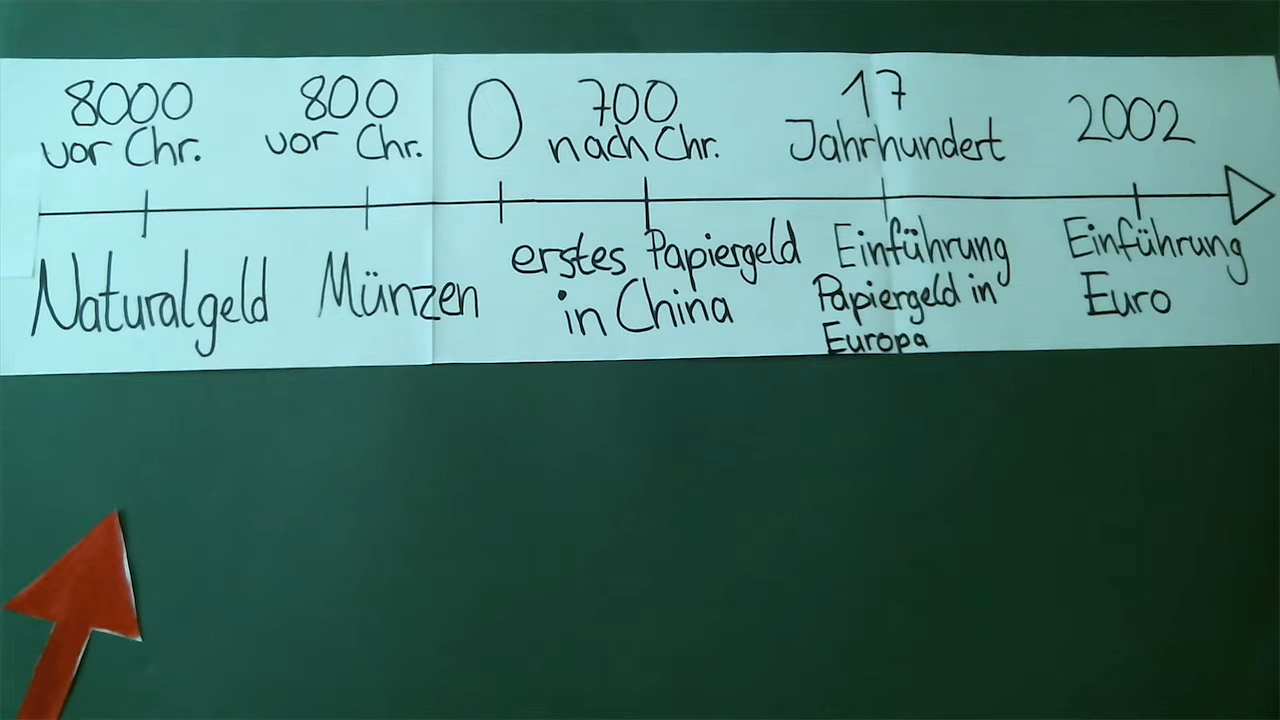 8000
vor Chr.
Naturalgeld
800
vor Chr.
Münzen
0
700
nach Chr.
erstes Papiergeld
in China
17
Jahrhundert
Einführung
Papiergeld in
Europa
2002
Einführung
Euro